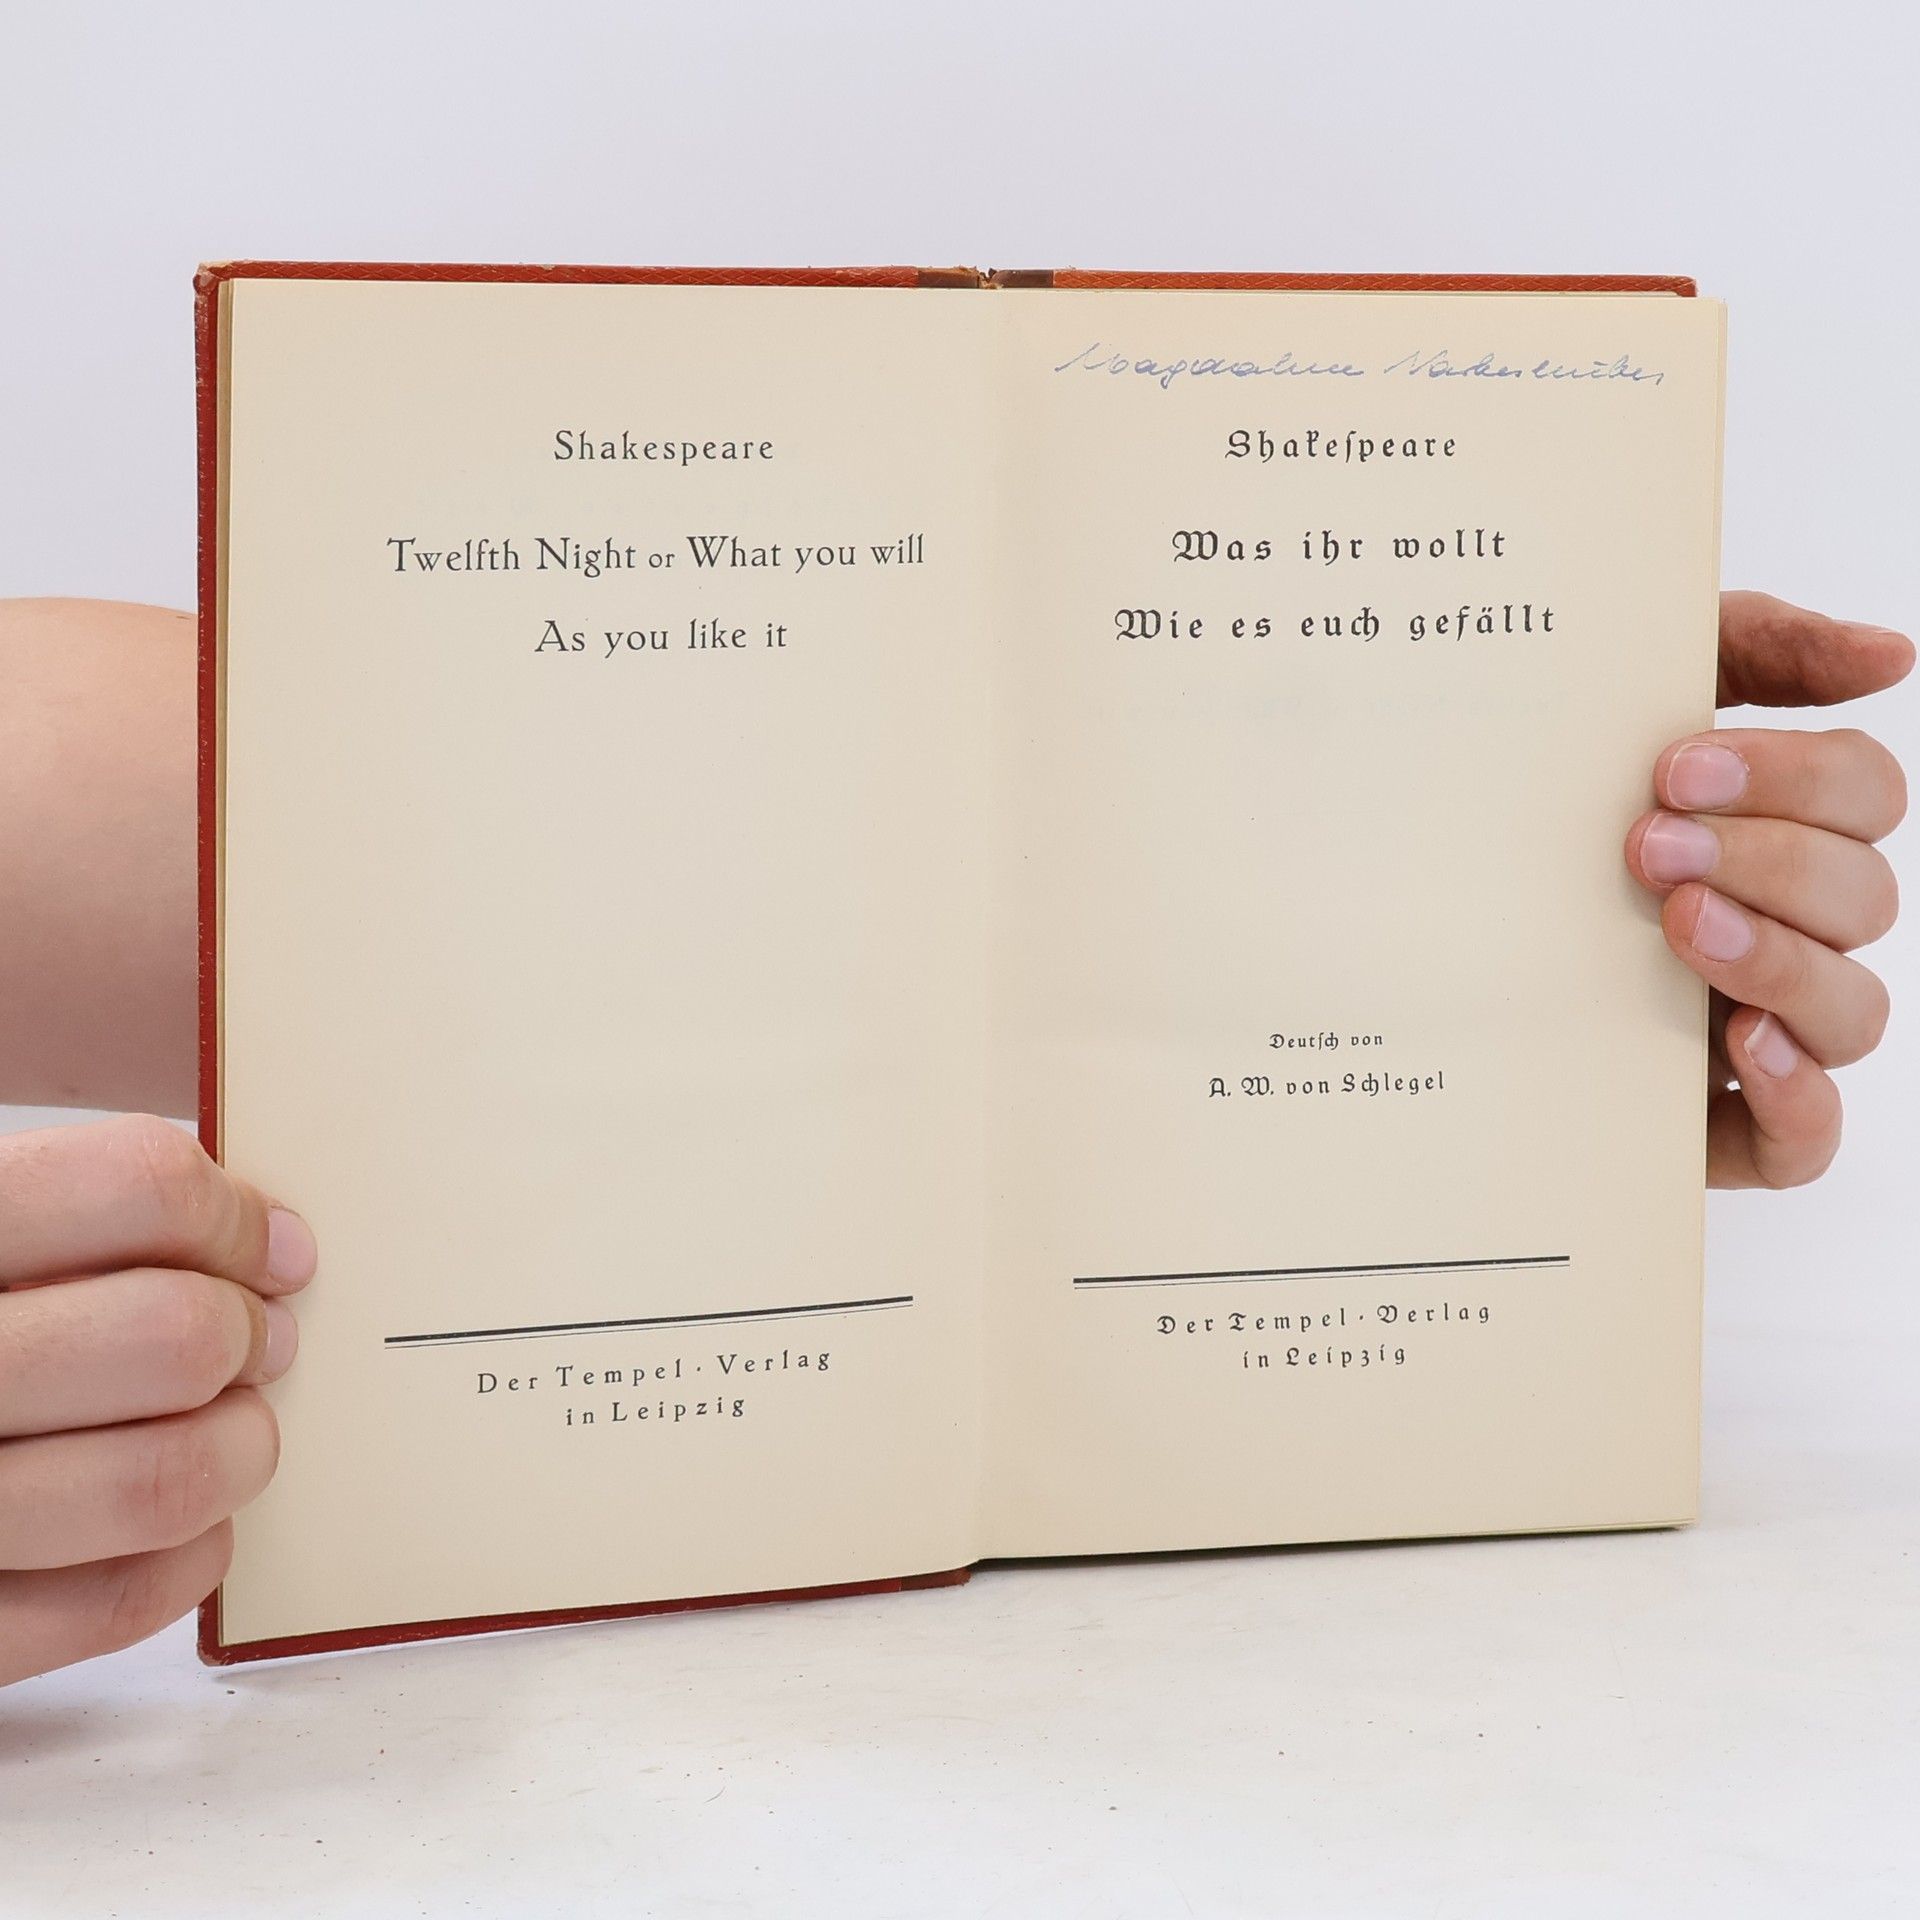 Shakespeare
Twelfth Night or What you will
As you like it
Der Tempel · Verlag
in Leipzig
Shakeſpeare
Was ihr wollt
Wie es euch gefällt
Deutſch von
A. W. von Schlegel
Der Tempel · Verlag
in Leipzig